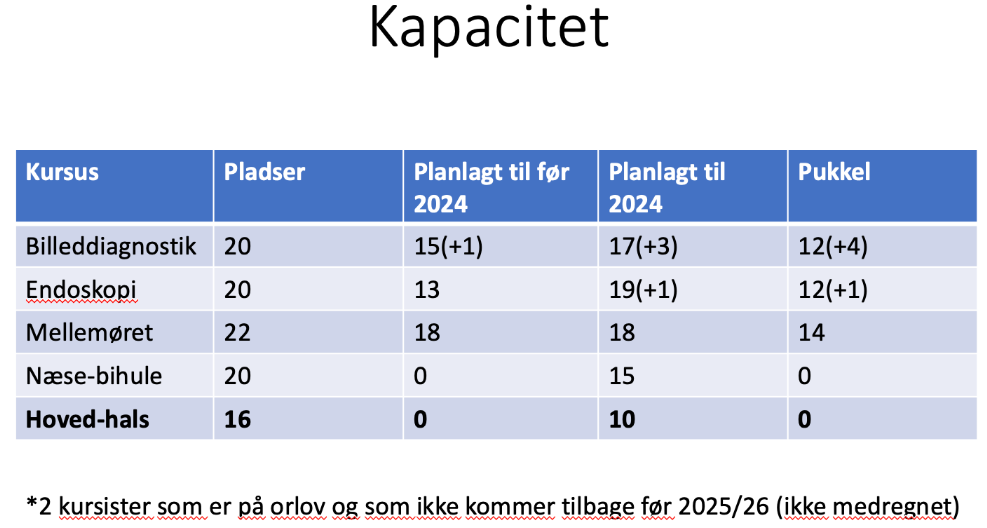 Kapacitet
Kursus Pladser Planlagt til før 2024 Planlagt til 2024 Pukkel
Billeddiagnostik 20 15(+1) 17(+3) 12(+4)
Endoskopi 20 13 19(+1) 12(+1)
Mellemøret 22 18 18 14
Næse-bihule 20 0 15 0
Hoved-hals 16 0 10 0
*2 kursister som er på orlov og som ikke kommer tilbage før 2025/26 (ikke medregnet)